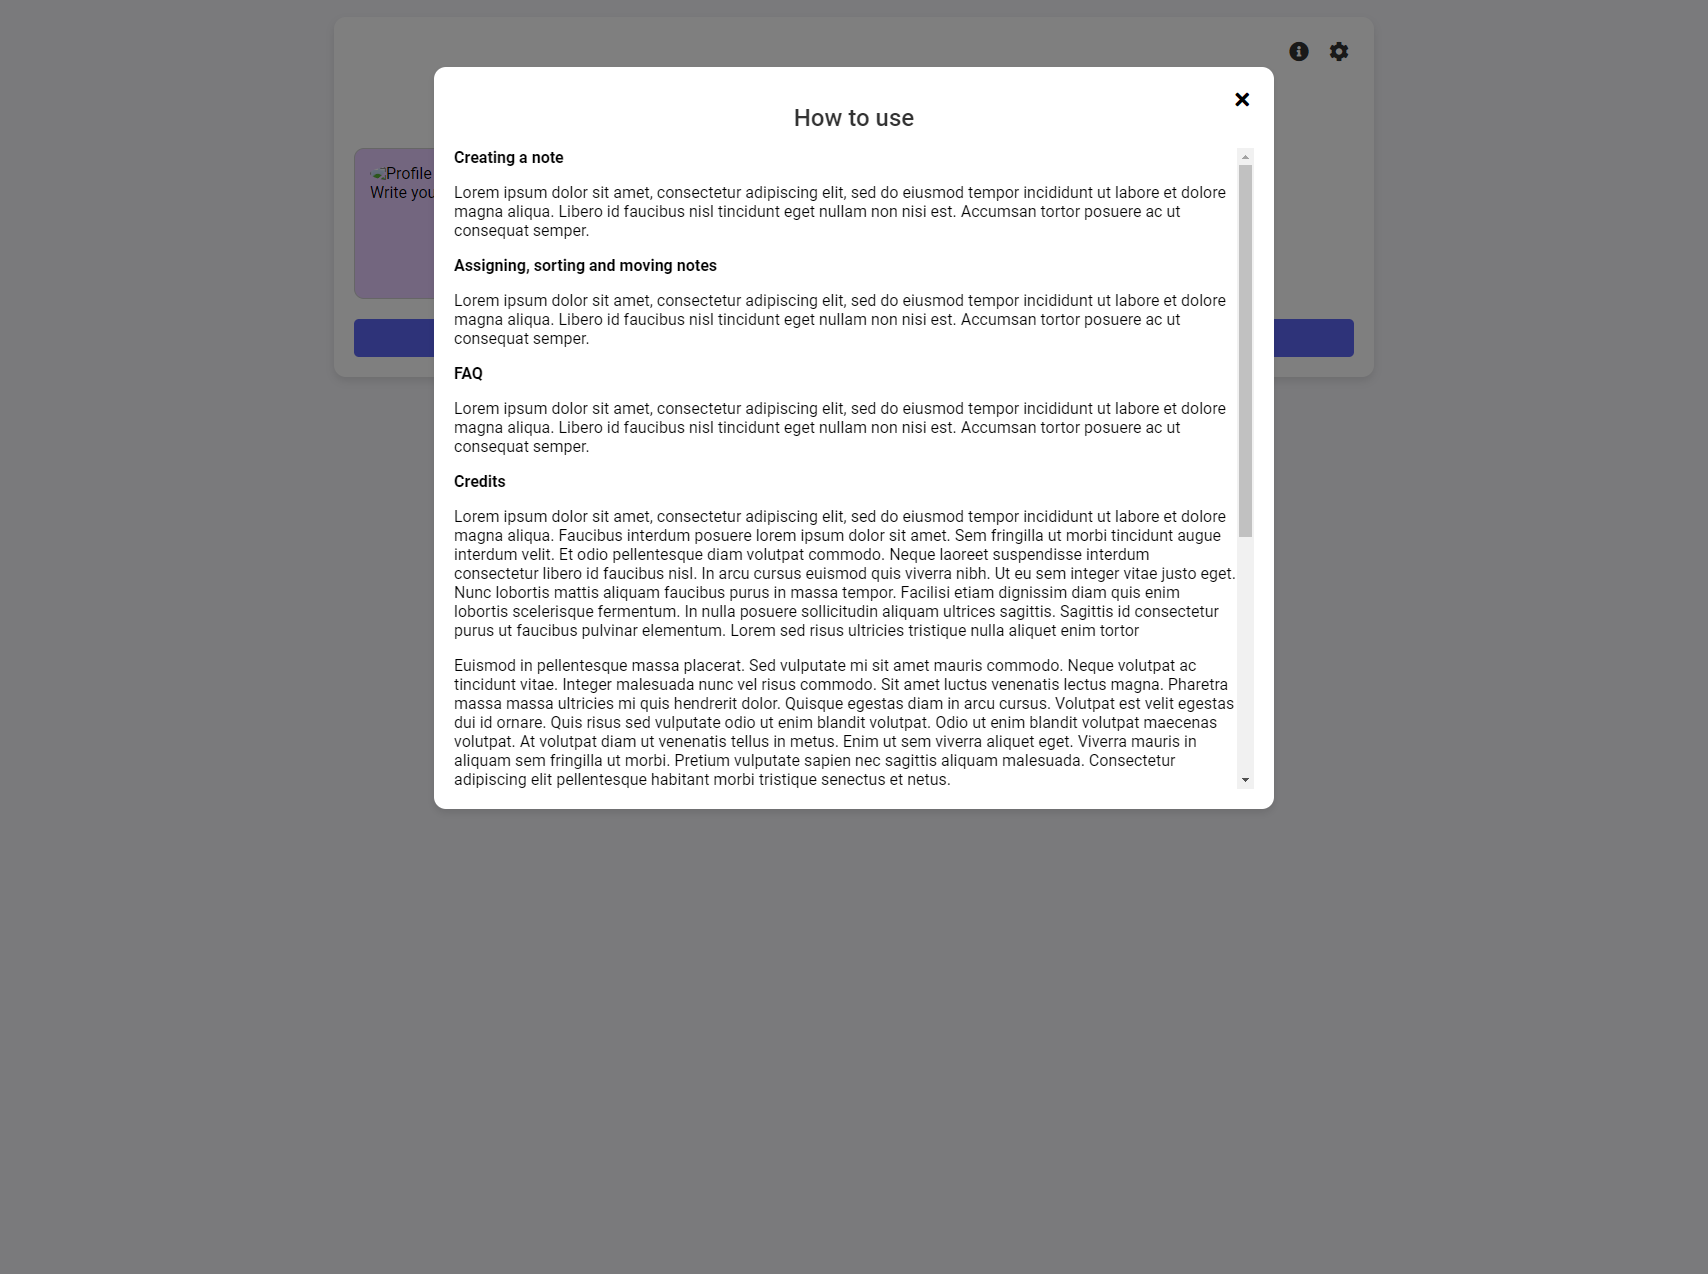 How to use
Creating a note
Profile
Write you
Lorem ipsum dolor sit amet, consectetur adipiscing elit, sed do eiusmod tempor incididunt ut labore et dolore
magna aliqua. Libero id faucibus nisl tincidunt eget nullam non nisi est. Accumsan tortor posuere ac ut
consequat semper.
Assigning, sorting and moving notes
Lorem ipsum dolor sit amet, consectetur adipiscing elit, sed do eiusmod tempor incididunt ut labore et dolore
magna aliqua. Libero id faucibus nisl tincidunt eget nullam non nisi est. Accumsan tortor posuere ac ut
consequat semper.
FAQ
Lorem ipsum dolor sit amet, consectetur adipiscing elit, sed do eiusmod tempor incididunt ut labore et dolore
magna aliqua. Libero id faucibus nisl tincidunt eget nullam non nisi est. Accumsan tortor posuere ac ut
consequat semper.
Credits
Lorem ipsum dolor sit amet, consectetur adipiscing elit, sed do eiusmod tempor incididunt ut labore et dolore
magna aliqua. Faucibus interdum posuere lorem ipsum dolor sit amet. Sem fringilla ut morbi tincidunt augue
interdum velit. Et odio pellentesque diam volutpat commodo. Neque laoreet suspendisse interdum
consectetur libero id faucibus nisl. In arcu cursus euismod quis viverra nibh. Ut eu sem integer vitae justo eget.
Nunc lobortis mattis aliquam faucibus purus in massa tempor. Facilisi etiam dignissim diam quis enim
lobortis scelerisque fermentum. In nulla posuere sollicitudin aliquam ultrices sagittis. Sagittis id consectetur
purus ut faucibus pulvinar elementum. Lorem sed risus ultricies tristique nulla aliquet enim tortor
Euismod in pellentesque massa placerat. Sed vulputate mi sit amet mauris commodo. Neque volutpat ac
tincidunt vitae. Integer malesuada nunc vel risus commodo. Sit amet luctus venenatis lectus magna. Pharetra
massa massa ultricies mi quis hendrerit dolor. Quisque egestas diam in arcu cursus. Volutpat est velit egestas
dui id ornare. Quis risus sed vulputate odio ut enim blandit volutpat. Odio ut enim blandit volutpat maecenas
volutpat. At volutpat diam ut venenatis tellus in metus. Enim ut sem viverra aliquet eget. Viverra mauris in
aliquam sem fringilla ut morbi. Pretium vulputate sapien nec sagittis aliquam malesuada. Consectetur
adipiscing elit pellentesque habitant morbi tristique senectus et netus.